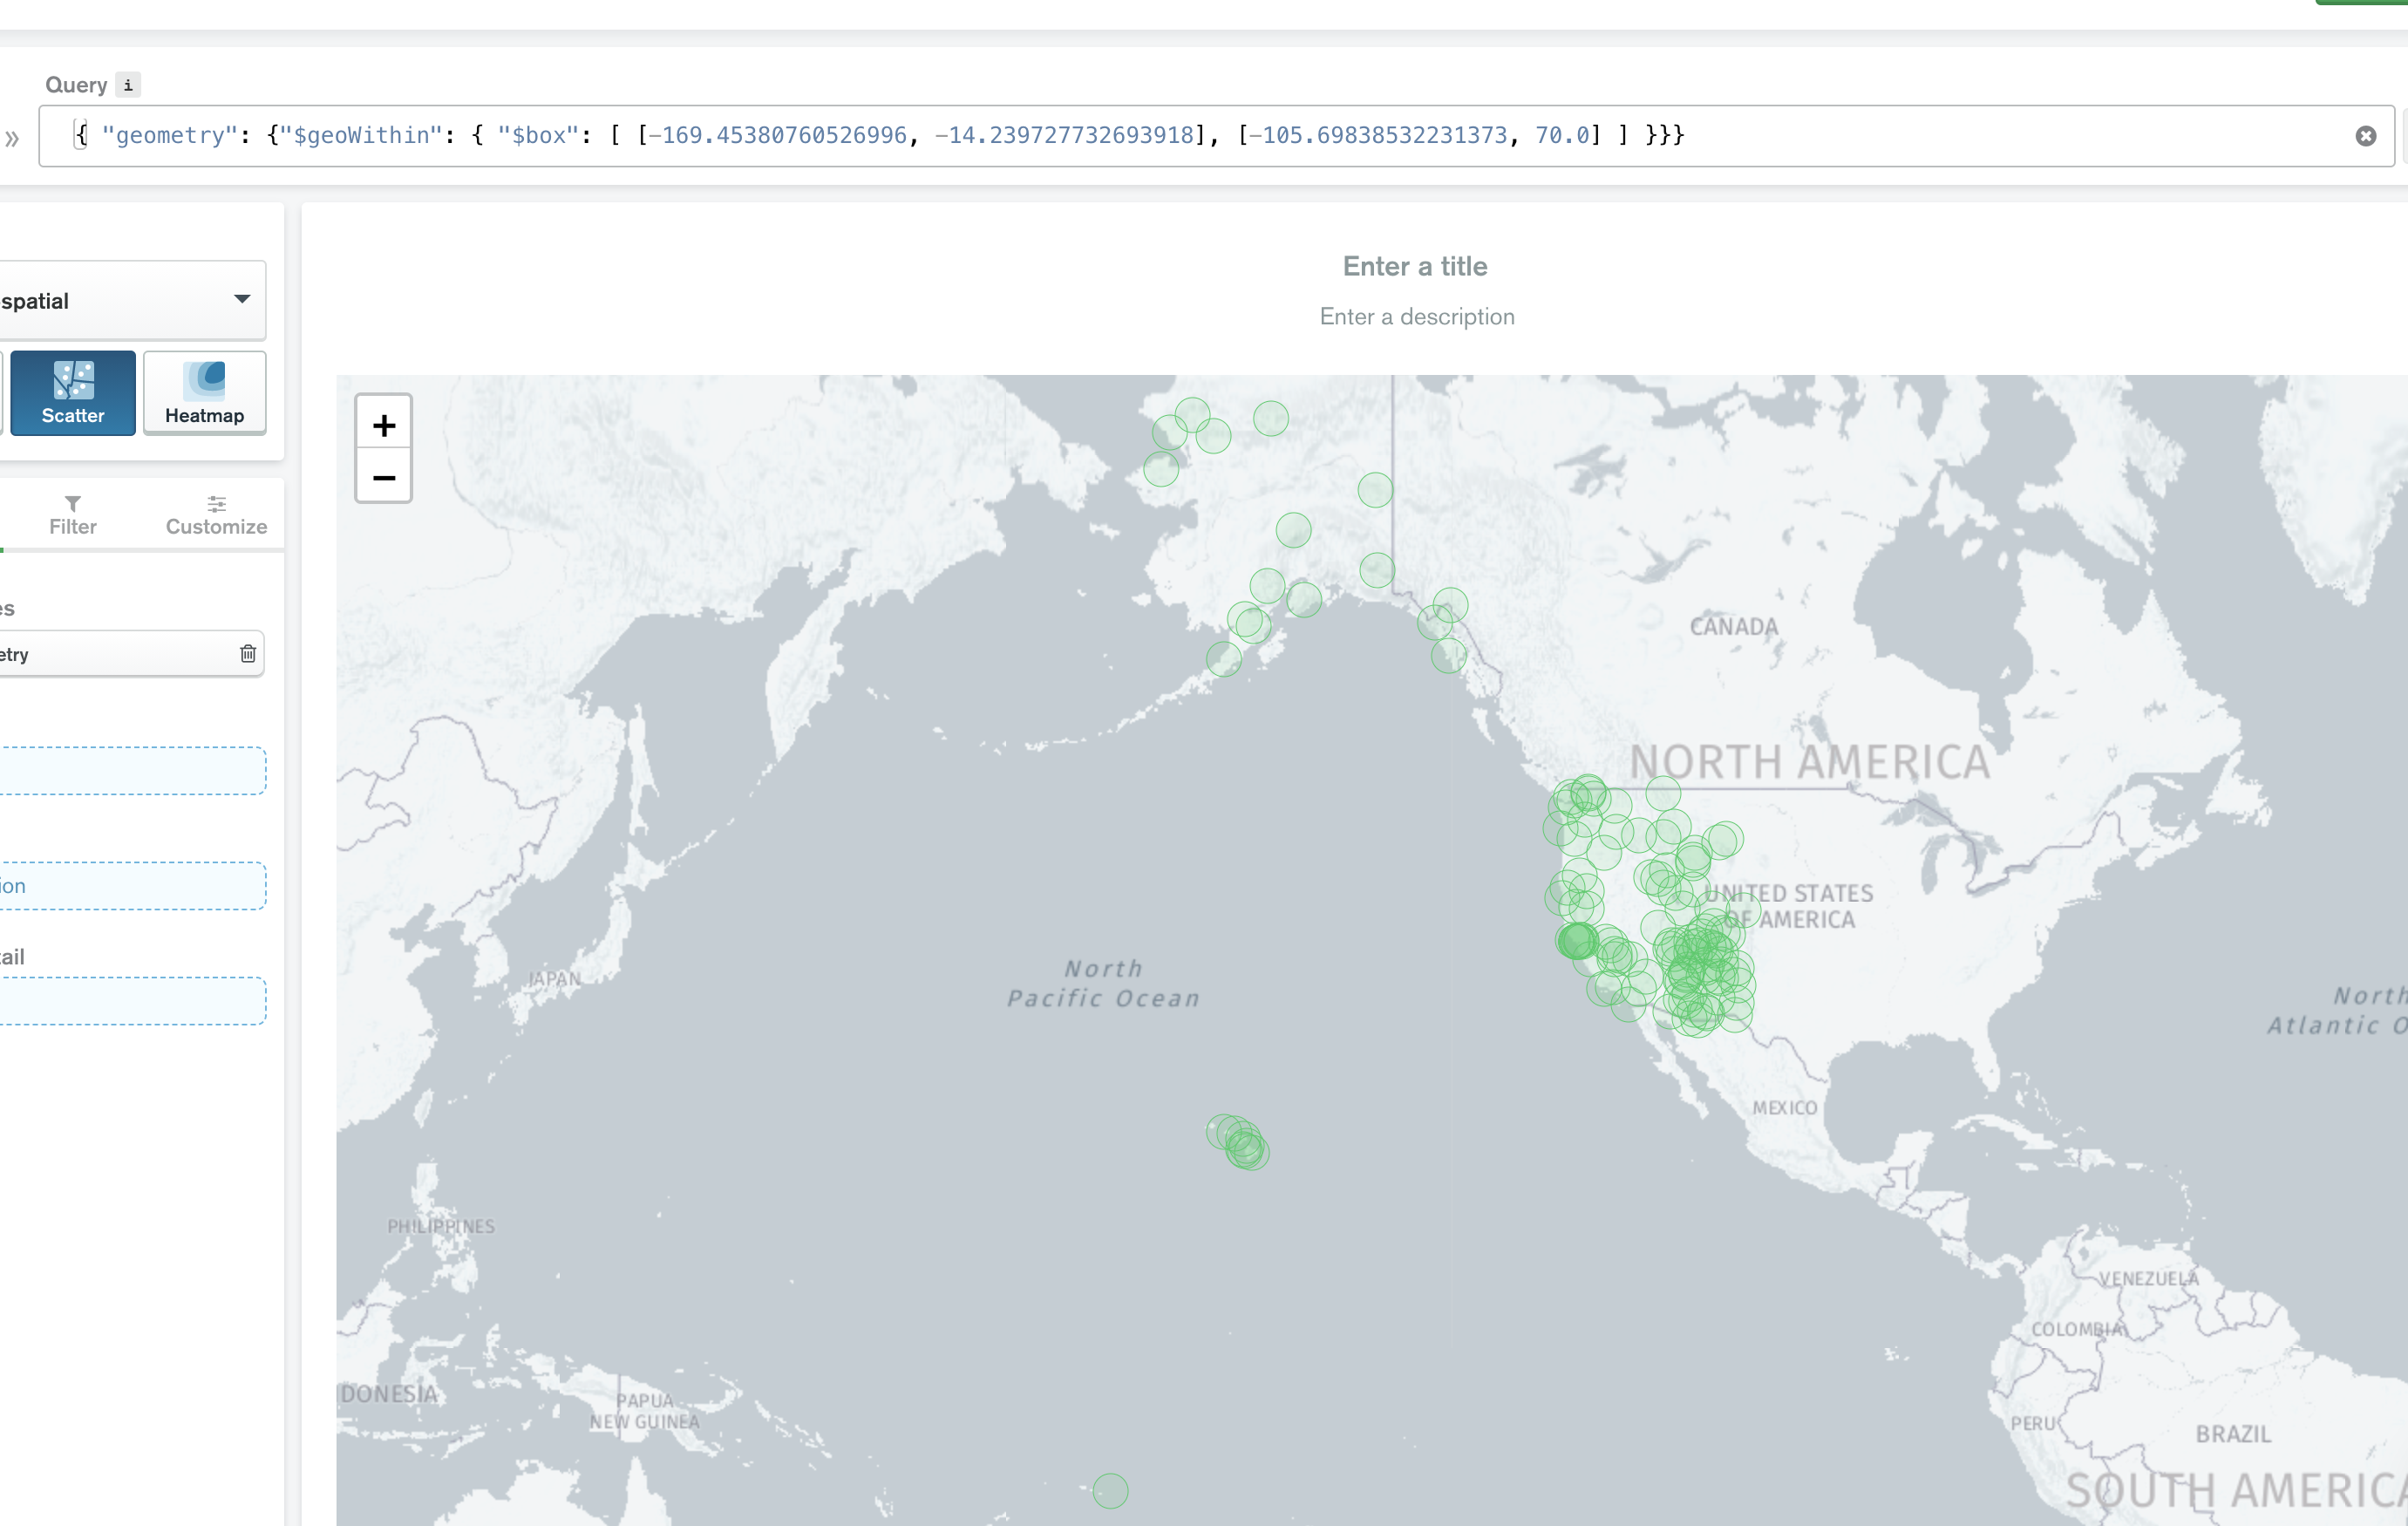 Query i
»
{ "geometry": {"$geoWithin": { "$box": [ [-169.45380760526996, -14.239727732693918], [-105.69838532231373, 70.0] ] }}}
spatial
Scatter
Heatmap
Filter
Customize
es
etry
ion
tail
Enter a title
Enter a description
+
−
CANADA
NORTH AMERICA
UNITED STATES
OF AMERICA
North
Pacific Ocean
JAPAN
North
Atlantic O
MEXICO
PHILIPPINES
VENEZUELA
COLOMBIA
DONESIA
PAPUA
NEW GUINEA
PERU
BRAZIL
SOUTH AMERICA